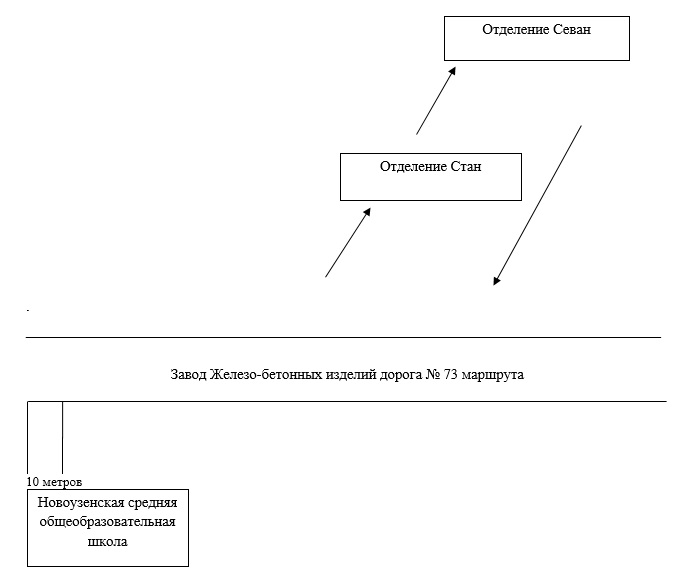 Отделение Севан
Отделение Стан
.
Завод Железо-бетонных изделий дорога № 73 маршрута
10 метров
Новоузенская средняя
общеобразовательная
школа